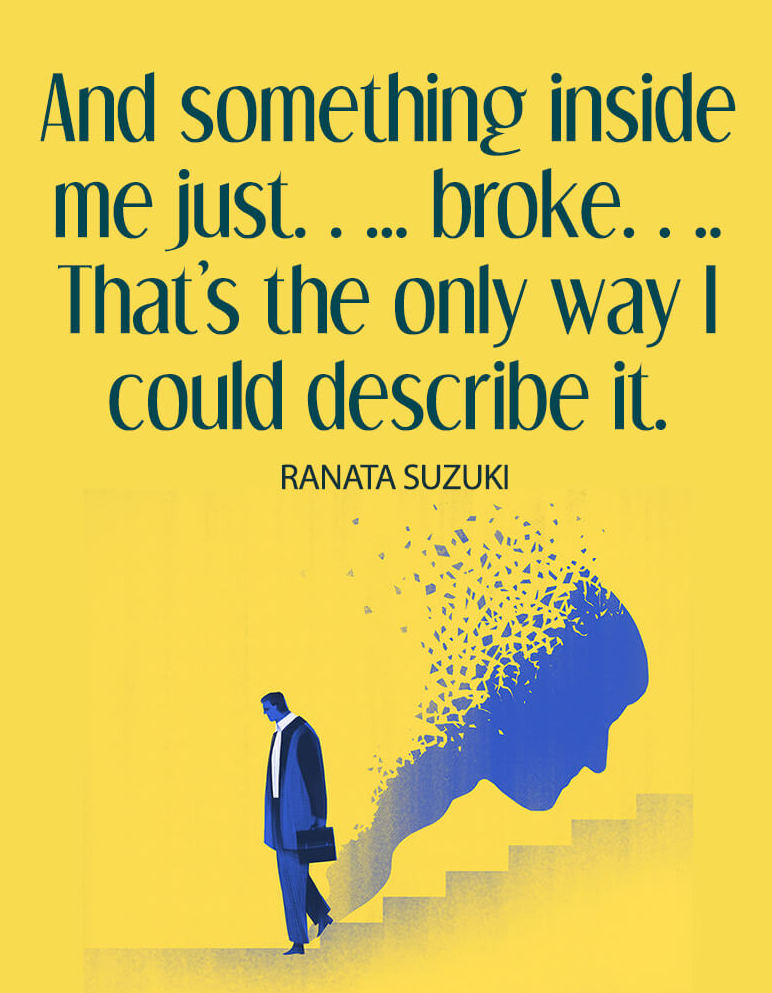 And something inside
me just. . ... broke. . ..
That's the only way I
could describe it.
RANATA SUZUKI